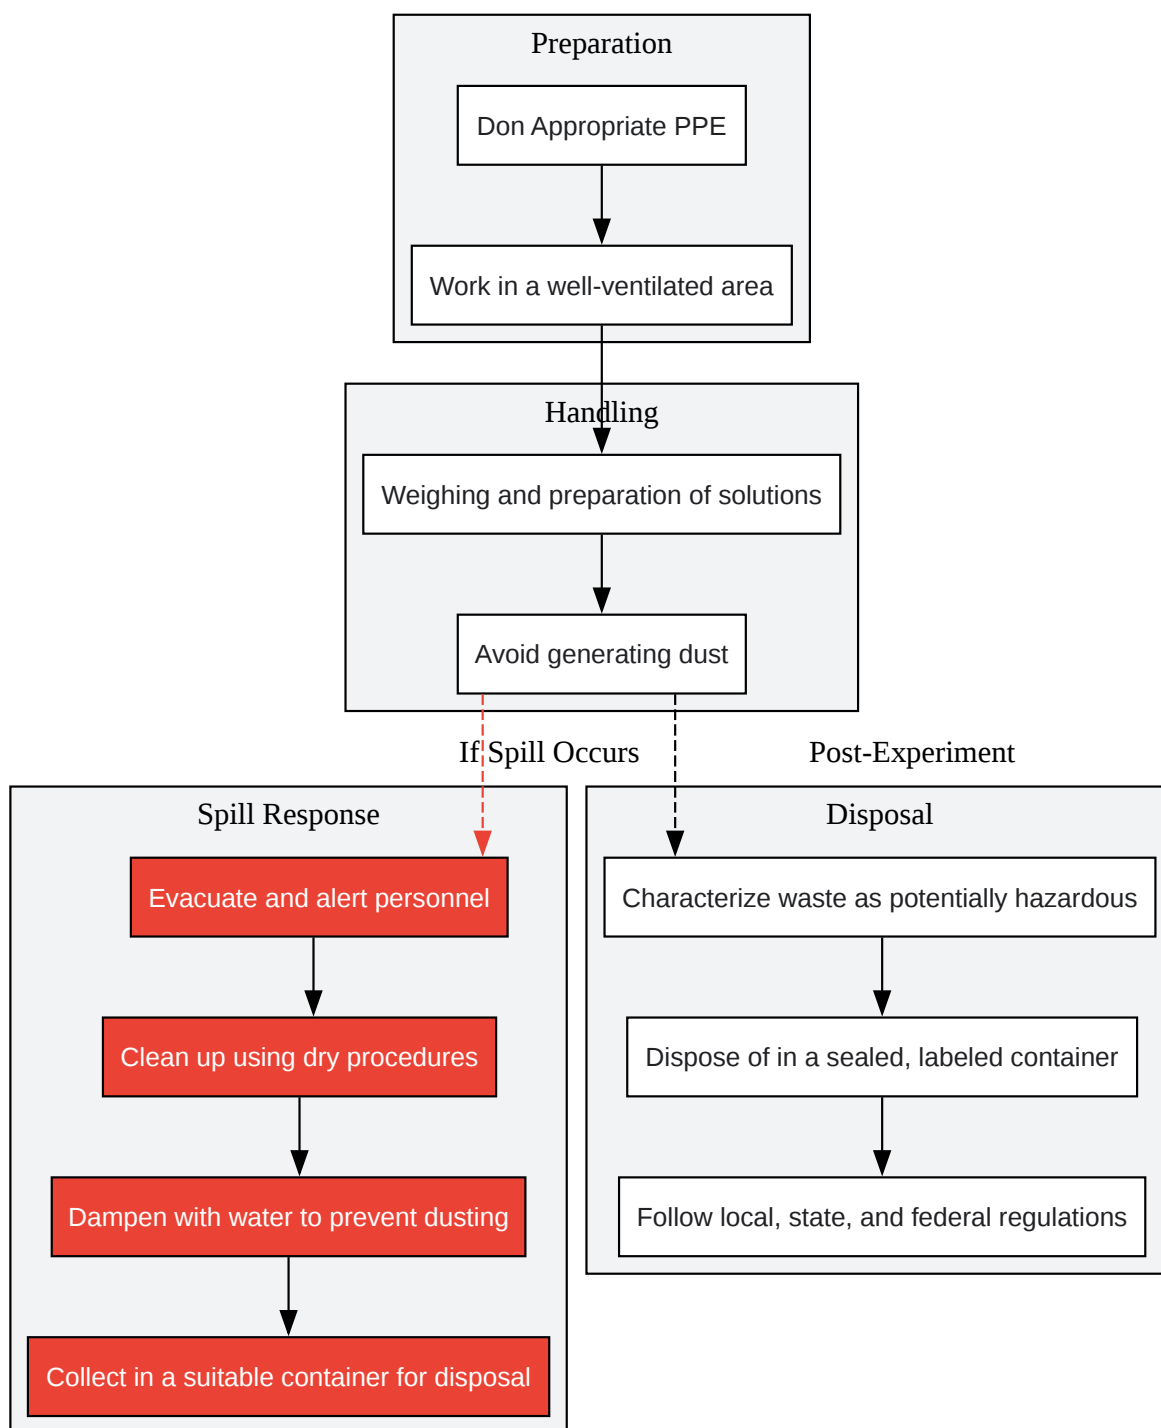 Preparation
Don Appropriate PPE
Work in a well-ventilated area
Handling
Weighing and preparation of solutions
Avoid generating dust
If Spill Occurs
Post-Experiment
Spill Response
Evacuate and alert personnel
Clean up using dry procedures
Dampen with water to prevent dusting
Collect in a suitable container for disposal
Disposal
Characterize waste as potentially hazardous
Dispose of in a sealed, labeled container
Follow local, state, and federal regulations